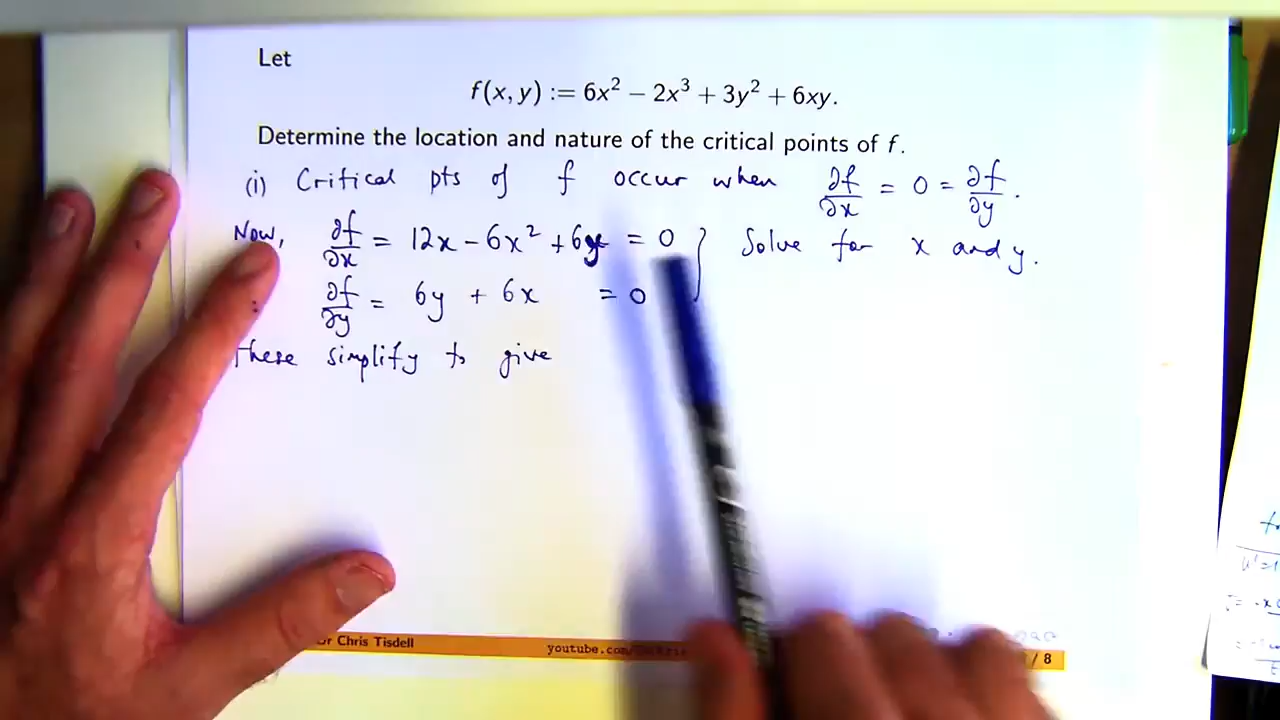 Let
f(x, y) := 6x² − 2x³ + 3y² + 6xy.
Determine the location and nature of the critical points of f.
(i) Critical pts of f occur when ∂f/∂x = 0 = ∂f/∂y.
Now, ∂f/∂x = 12x − 6x² + 6y = 0 } Solve for x and y.
∂f/∂y = 6y + 6x = 0
These simplify to give
Dr Chris Tisdell
youtube.com/
/ 8